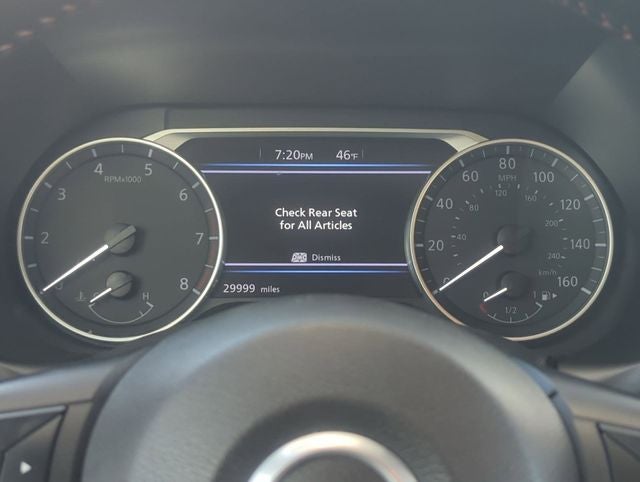 7:20PM 46°F
Check Rear Seat
for All Articles
Dismiss
29999 miles
RPMx1000
2 3 4 5 6 7 8
H
MPH
20 40 60 80 100 120 140 160
40 80 120 160 200 240
km/h
0 1/2 1